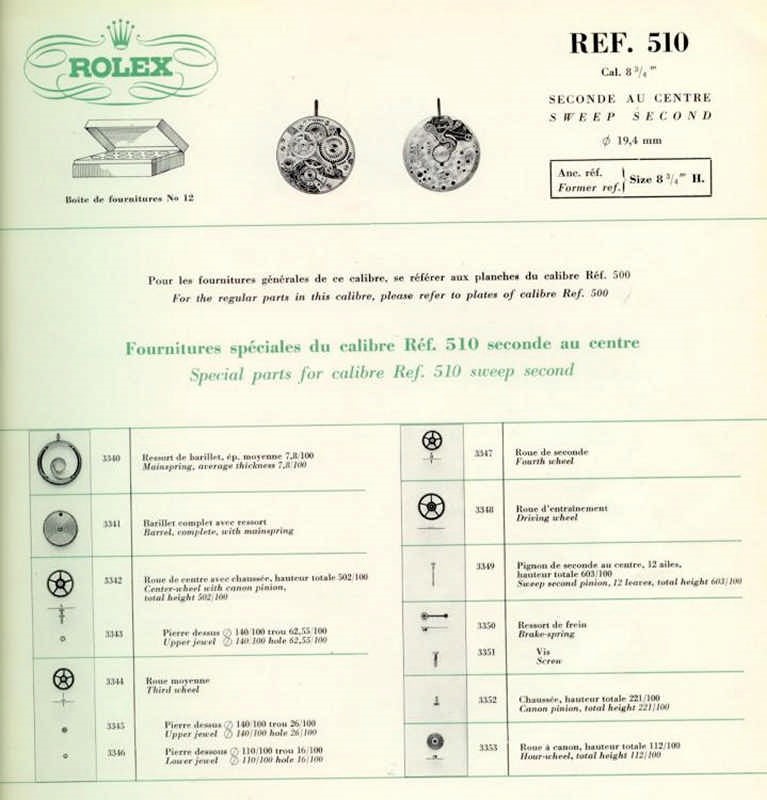 ROLEX
Boîte de fournitures No 12
REF. 510
Cal. 8 3/4 '''
SECONDE AU CENTRE
SWEEP SECOND
∅ 19,4 mm
Anc. réf.
Former ref.
Size 8 3/4''' H.
Pour les fournitures générales de ce calibre, se référer aux planches du calibre Réf. 500
For the regular parts in this calibre, please refer to plates of calibre Ref. 500
Fournitures spéciales du calibre Réf. 510 seconde au centre
Special parts for calibre Ref. 510 sweep second
3340
Ressort de barillet, ép. moyenne 7,8/100
Mainspring, average thickness 7,8/100
3341
Barillet complet avec ressort
Barrel, complete, with mainspring
3342
Roue de centre avec chaussée, hauteur totale 502/100
Center-wheel with canon pinion,
total height 502/100
3343
Pierre dessus ∅ 140/100 trou 62,55/100
Upper jewel ∅ 140/100 hole 62,55/100
3344
Roue moyenne
Third wheel
3345
Pierre dessus ∅ 140/100 trou 26/100
Upper jewel ∅ 140/100 hole 26/100
3346
Pierre dessous ∅ 110/100 trou 16/100
Lower jewel ∅ 110/100 hole 16/100
3347
Roue de seconde
Fourth wheel
3348
Roue d'entraînement
Driving wheel
3349
Pignon de seconde au centre, 12 ailes,
hauteur totale 603/100
Sweep second pinion, 12 leaves, total height 603/100
3350
Ressort de frein
Brake-spring
3351
Vis
Screw
3352
Chaussée, hauteur totale 221/100
Canon pinion, total height 221/100
3353
Roue à canon, hauteur totale 112/100
Hour-wheel, total height 112/100